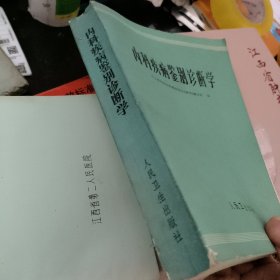 内科疾病鉴别诊断学
内科疾病鉴别诊断学
人民卫生出版社
江西省第二人民医院
江西省